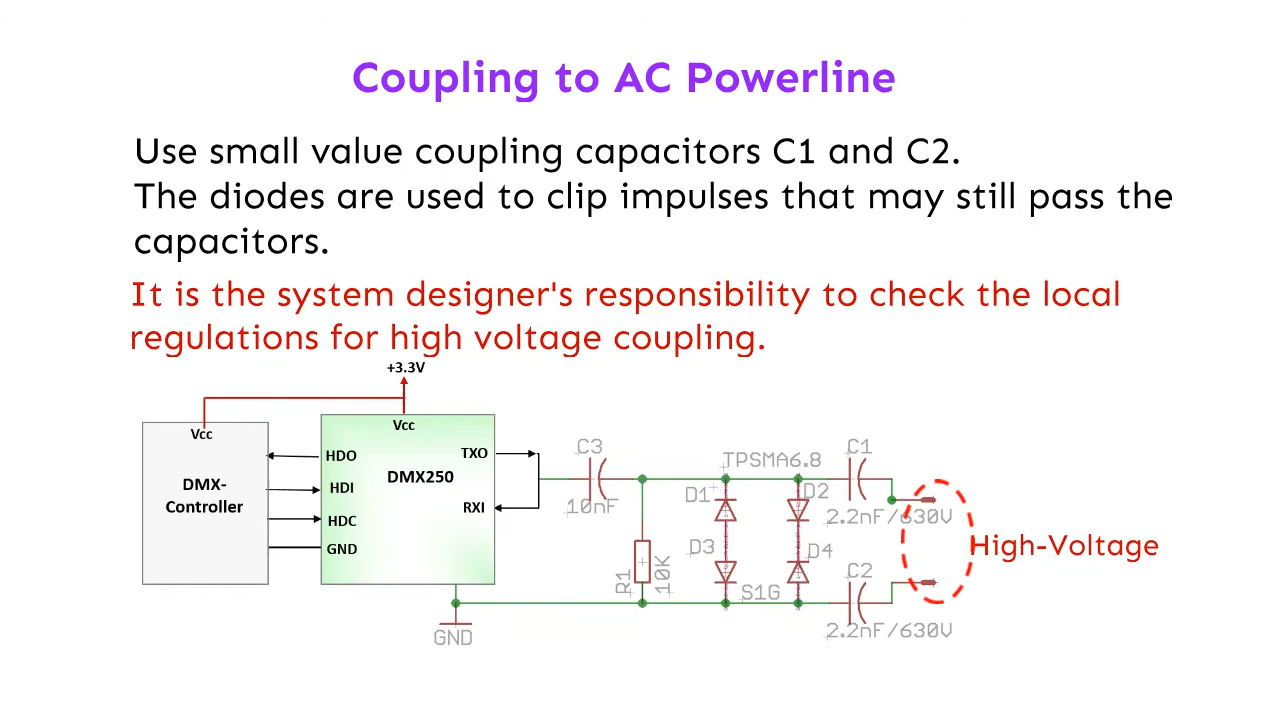 Coupling to AC Powerline
Use small value coupling capacitors C1 and C2.
The diodes are used to clip impulses that may still pass the
capacitors.
It is the system designer's responsibility to check the local
regulations for high voltage coupling.
+3.3V
Vcc
Vcc
DMX-
Controller
HDO
HDI
HDC
GND
DMX250
TXO
RXI
GND
C3
10nF
R1
10K
TPSMA6.8
D1
D2
D3
D4
S1G
C1
2.2nF/630V
C2
2.2nF/630V
High-Voltage